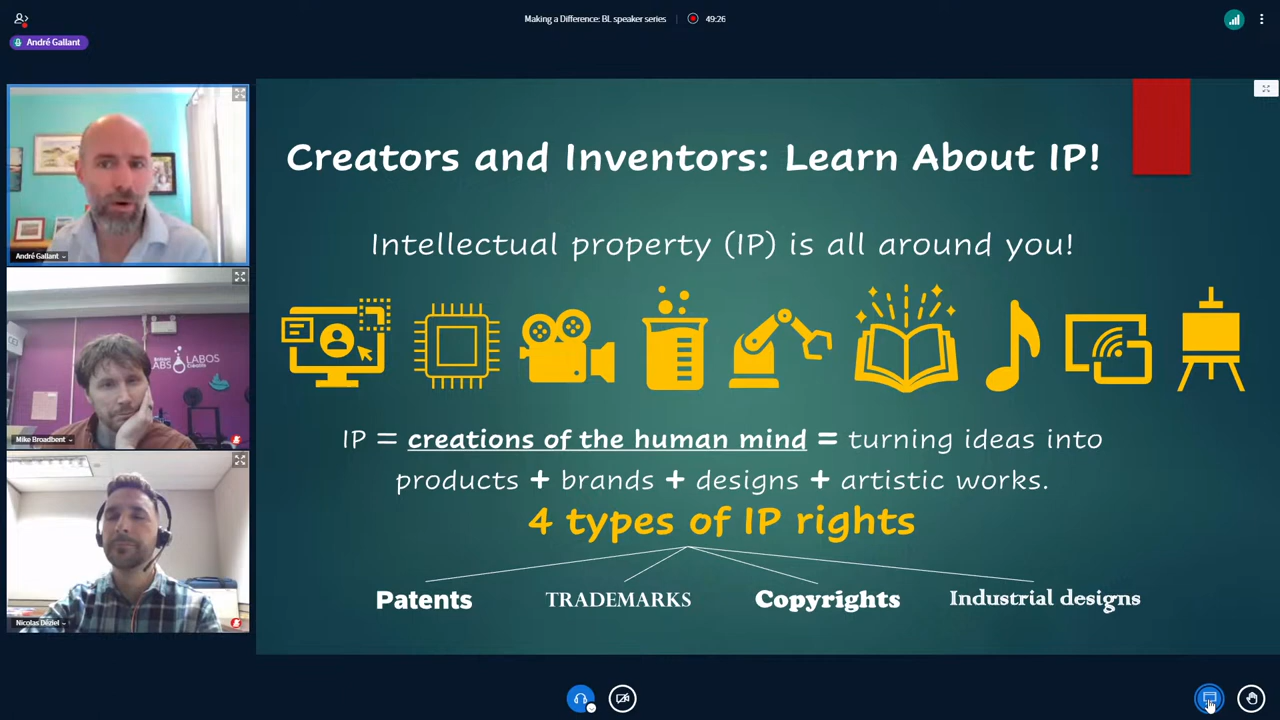 Making a Difference: BL speaker series
49:26
André Gallant
André Gallant
Mike Broadbent
LABOS
Nicolas Déziel
Creators and Inventors: Learn About IP!
Intellectual property (IP) is all around you!
IP = creations of the human mind = turning ideas into
products + brands + designs + artistic works.
4 types of IP rights
Patents
TRADEMARKS
Copyrights
Industrial designs